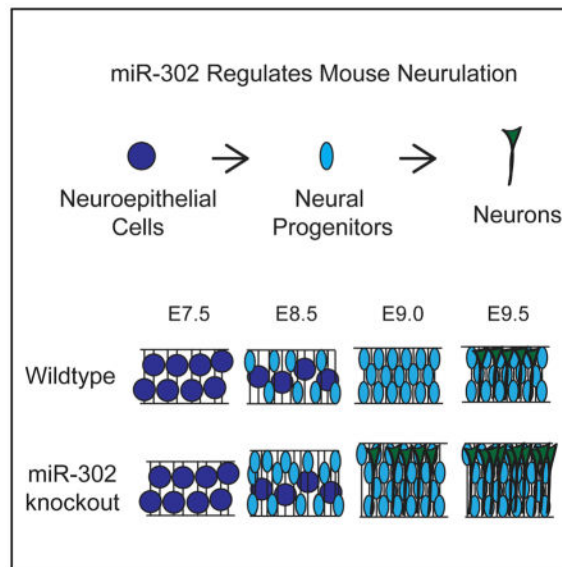 miR-302 Regulates Mouse Neurulation
Neuroepithelial
Cells
Neural
Progenitors
Neurons
E7.5 E8.5 E9.0 E9.5
Wildtype
miR-302
knockout